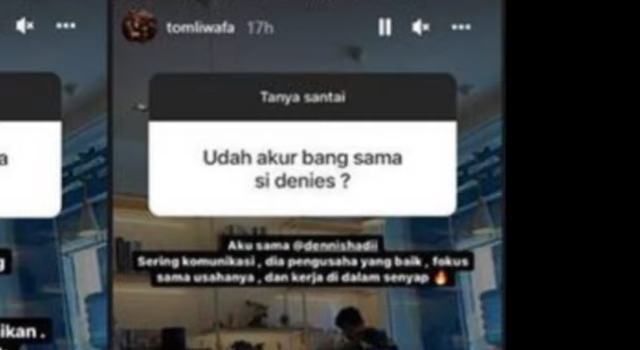 tomliwafa 17h
Tanya santai
a
Udah akur bang sama
si denies ?
Aku sama @dennishadii
Sering komunikasi , dia pengusaha yang baik , fokus
sama usahanya , dan kerja di dalam senyap 🔥
g
ikan .